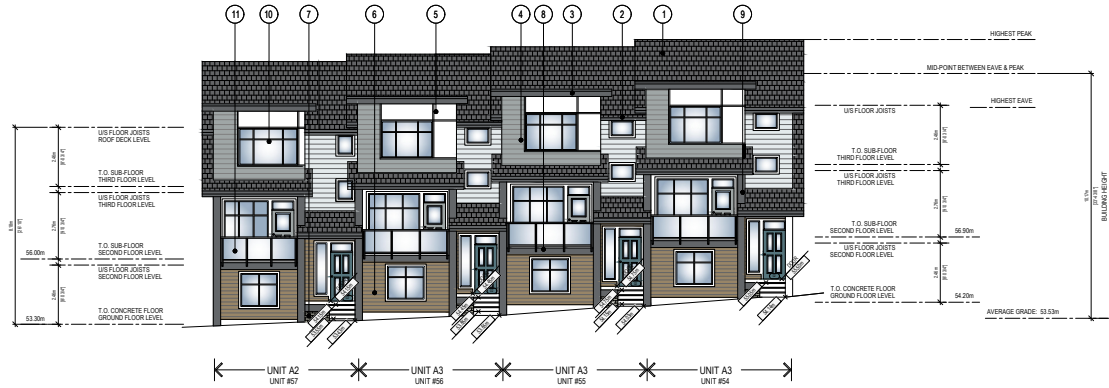 11 10 7 6 5 4 8 3 2 1 9
HIGHEST PEAK
MID-POINT BETWEEN EAVE & PEAK
HIGHEST EAVE
U/S FLOOR JOISTS
ROOF DECK LEVEL
T.O. SUB-FLOOR
THIRD FLOOR LEVEL
U/S FLOOR JOISTS
THIRD FLOOR LEVEL
T.O. SUB-FLOOR
SECOND FLOOR LEVEL
56.00m
U/S FLOOR JOISTS
SECOND FLOOR LEVEL
T.O. CONCRETE FLOOR
GROUND FLOOR LEVEL
53.30m
U/S FLOOR JOISTS
T.O. SUB-FLOOR
THIRD FLOOR LEVEL
U/S FLOOR JOISTS
THIRD FLOOR LEVEL
T.O. SUB-FLOOR
SECOND FLOOR LEVEL
56.90m
U/S FLOOR JOISTS
SECOND FLOOR LEVEL
T.O. CONCRETE FLOOR
GROUND FLOOR LEVEL
54.20m
AVERAGE GRADE: 53.53m
BUILDING HEIGHT
UNIT A2
UNIT #57
UNIT A3
UNIT #56
UNIT A3
UNIT #55
UNIT A3
UNIT #54